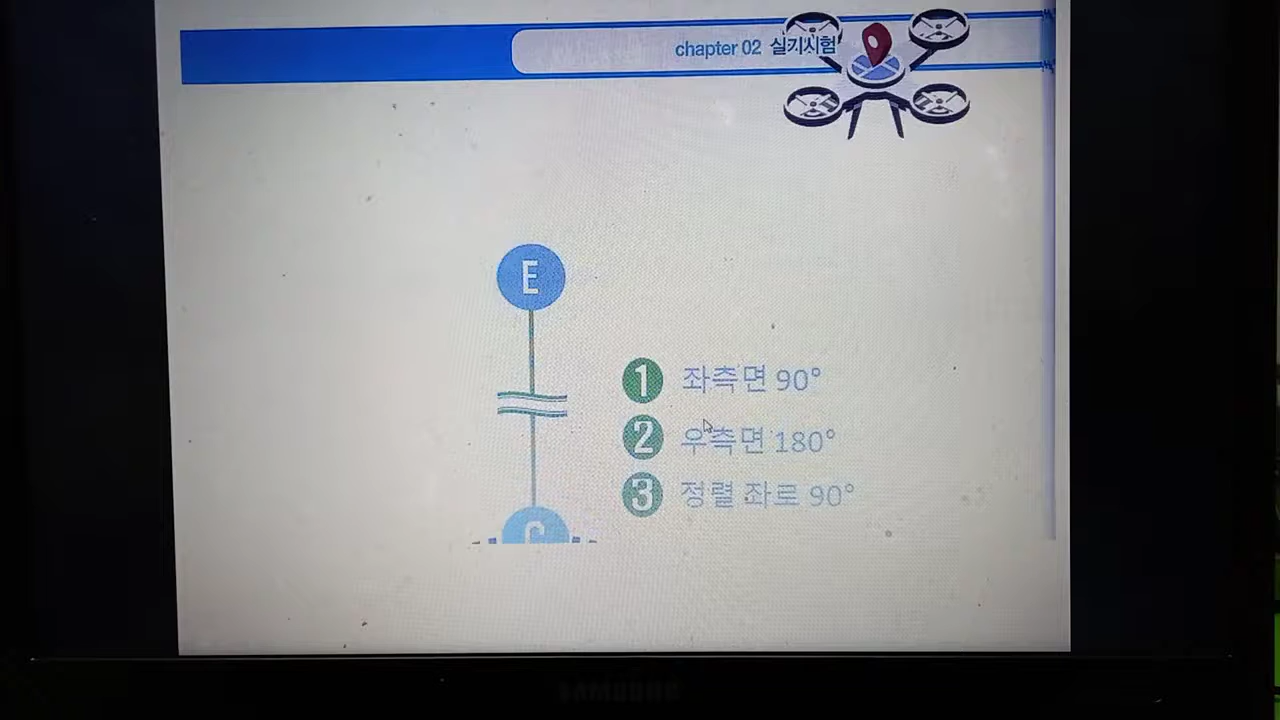 chapter 02 실기시험
E
1 좌측면 90°
2 우측면 180°
3 정렬 좌로 90°
SAMSUNG